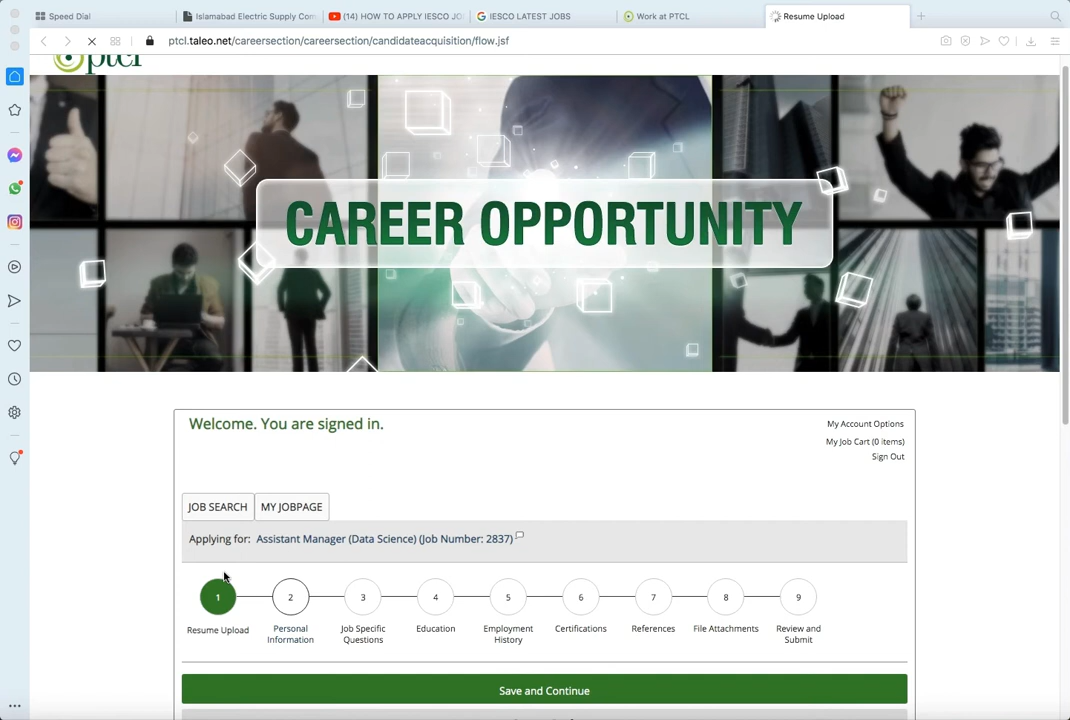 Speed Dial
Islamabad Electric Supply Com
(14) HOW TO APPLY IESCO JO
IESCO LATEST JOBS
Work at PTCL
Resume Upload
ptcl.taleo.net/careersection/careersection/candidateacquisition/flow.jsf
ptcl
CAREER OPPORTUNITY
Welcome. You are signed in.
My Account Options
My Job Cart (0 items)
Sign Out
JOB SEARCH
MY JOBPAGE
Applying for: Assistant Manager (Data Science) (Job Number: 2837)
1
2
3
4
5
6
7
8
9
Resume Upload
Personal
Information
Job Specific
Questions
Education
Employment
History
Certifications
References
File Attachments
Review and
Submit
Save and Continue